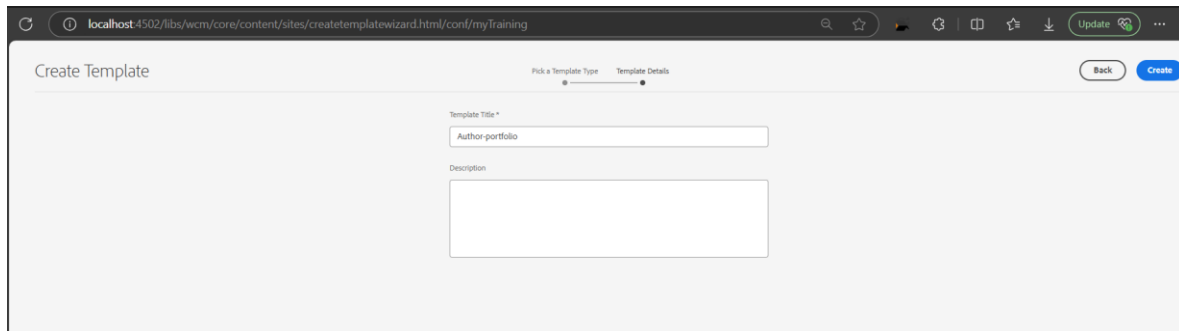 localhost:4502/libs/wcm/core/content/sites/createtemplatewizard.html/conf/myTraining
Update
Create Template
Pick a Template Type
Template Details
Back
Create
Template Title *
Author-portfolio
Description